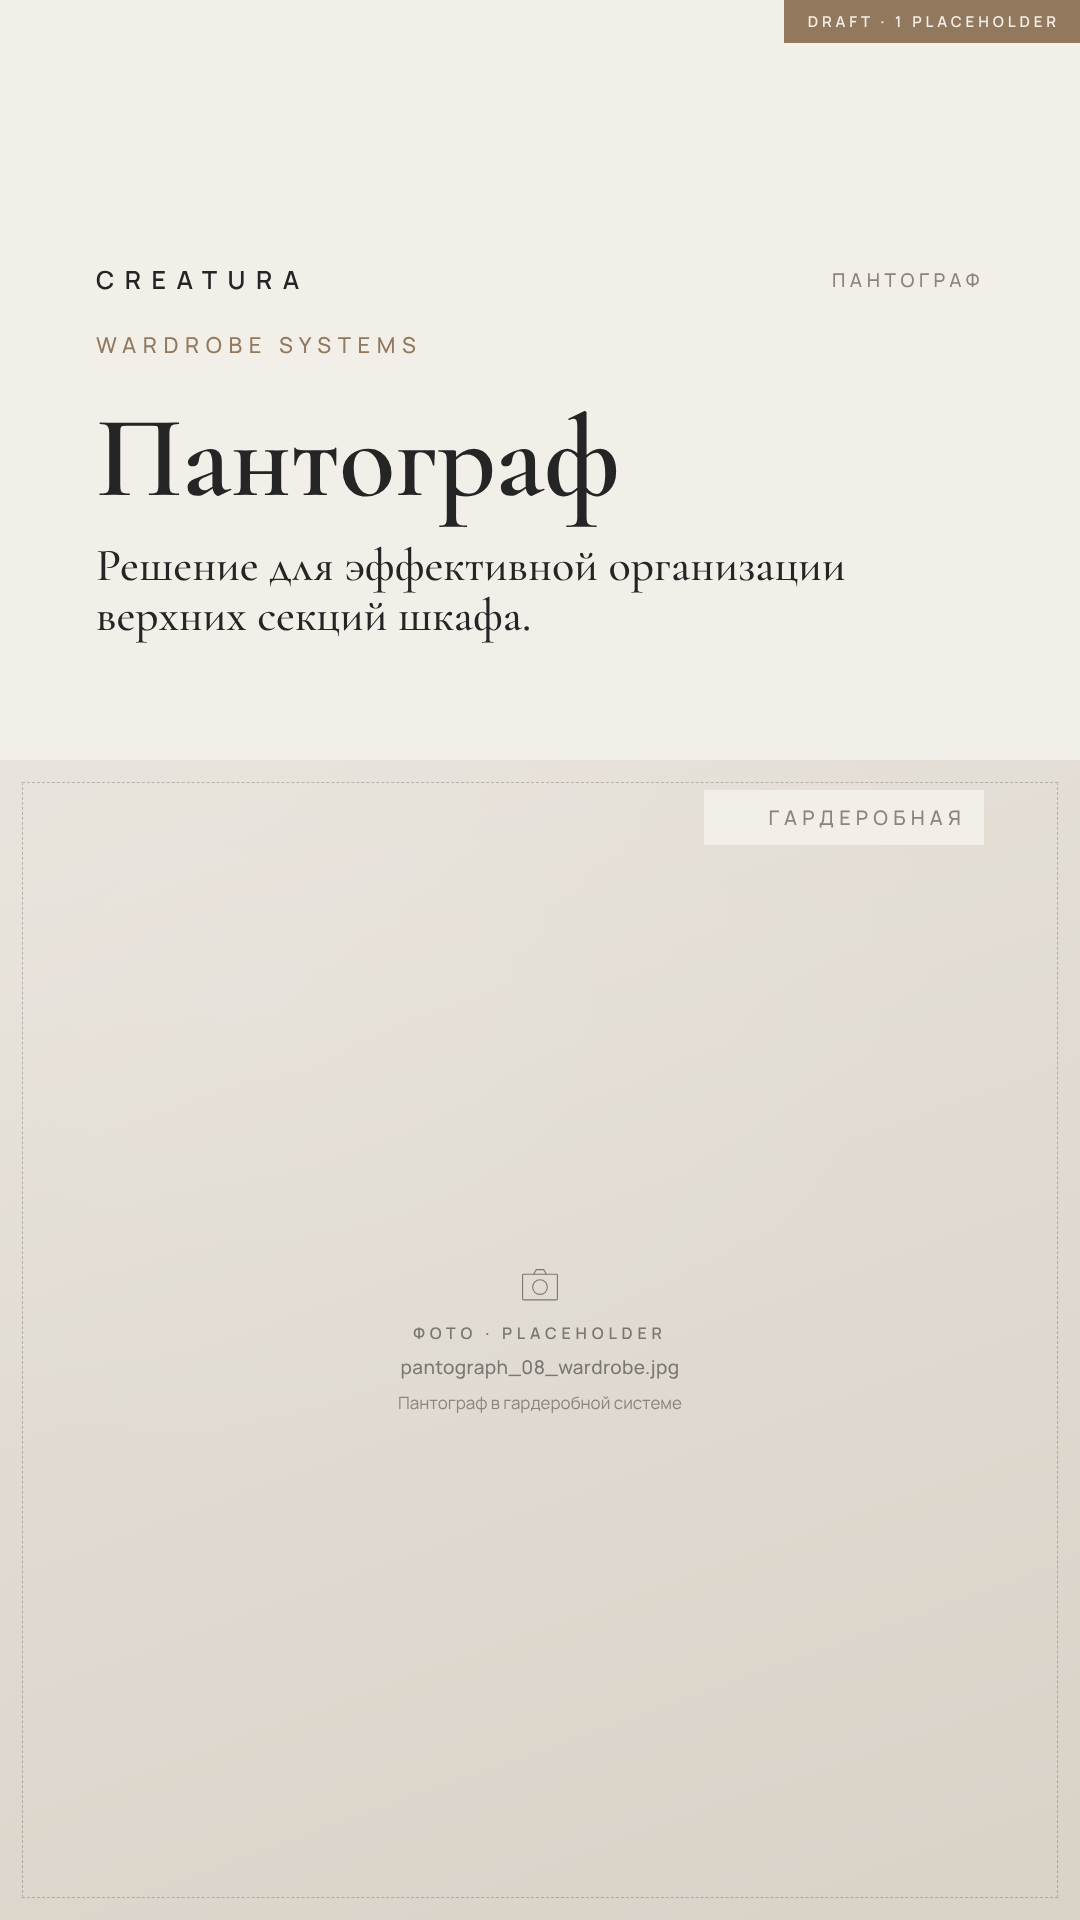 DRAFT · 1 PLACEHOLDER
CREATURA
ПАНТОГРАФ
WARDROBE SYSTEMS
Пантограф
Решение для эффективной организации
верхних секций шкафа.
ГАРДЕРОБНАЯ
ФОТО · PLACEHOLDER
pantograph_08_wardrobe.jpg
Пантограф в гардеробной системе